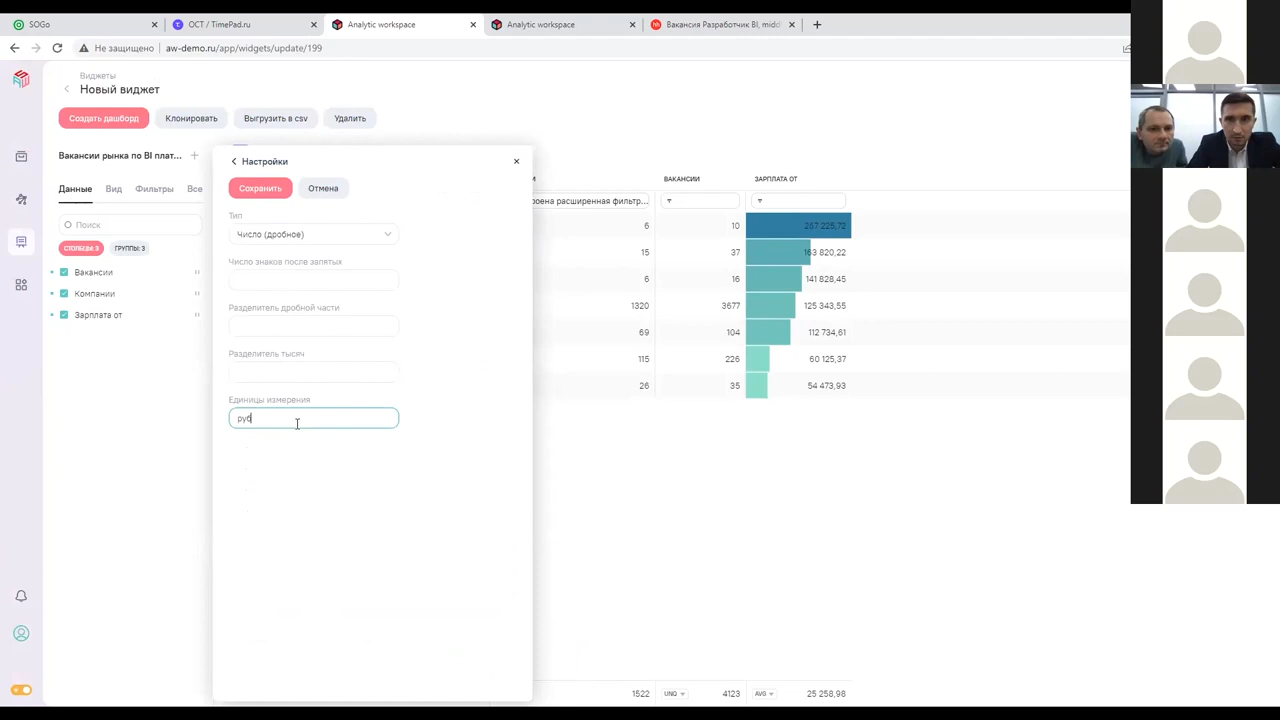 SOGo
ОСТ / TimePad.ru
Analytic workspace
Analytic workspace
Вакансия Разработчик BI, midd
Не защищено
aw-demo.ru/app/widgets/update/199
Виджеты
Новый виджет
Создать дашборд
Клонировать
Выгрузить в csv
Удалить
Вакансии рынка по BI плат...
Данные
Вид
Фильтры
Все
Поиск
СТОЛБЦЫ: 3
ГРУППЫ: 3
Вакансии
Компании
Зарплата от
Настройки
Сохранить
Отмена
Тип
Число (дробное)
Число знаков после запятых
Разделитель дробной части
Разделитель тысяч
Единицы измерения
руб
ВАКАНСИИ
ЗАРПЛАТА ОТ
роена расширенная фильтр...
6 10 267 225,72
15 37 163 820,22
6 16 141 828,45
1320 3677 125 343,55
69 104 112 734,61
115 226 60 125,37
26 35 54 473,93
1522 UNQ 4123 AVG 25 258,98